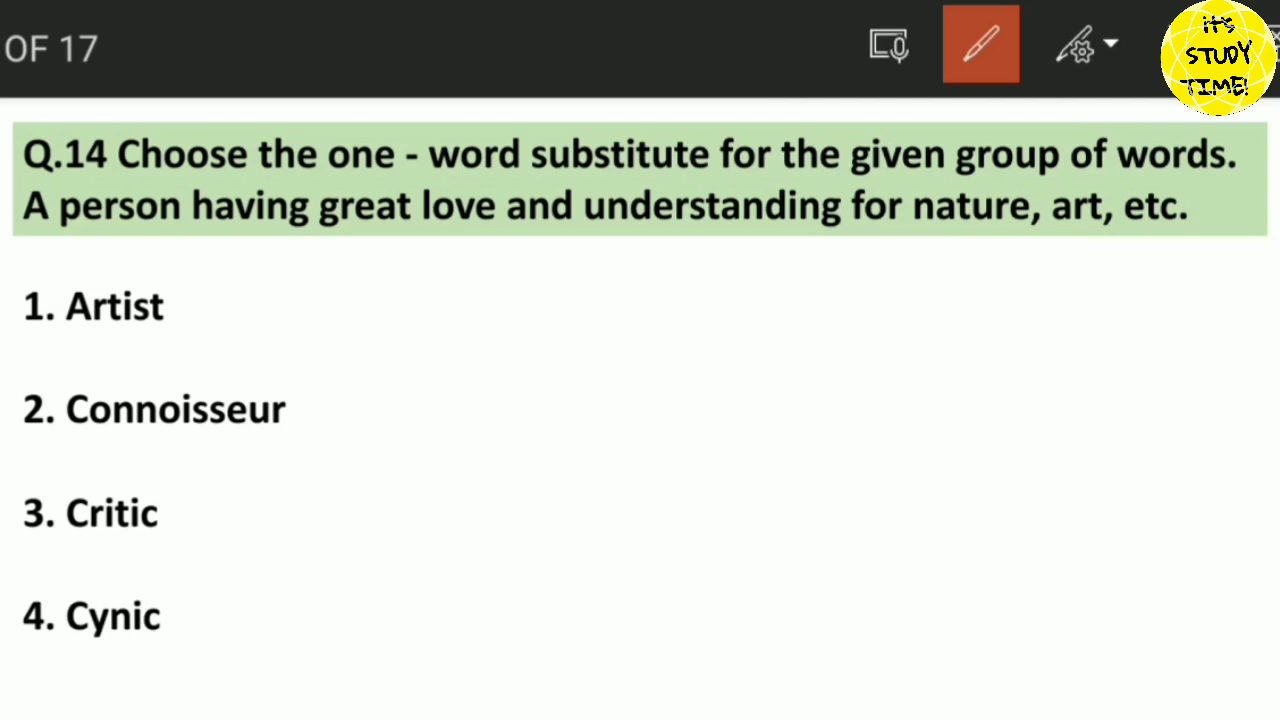 OF 17
ITS
STUDY
TIME!
Q.14 Choose the one - word substitute for the given group of words.
A person having great love and understanding for nature, art, etc.
1. Artist
2. Connoisseur
3. Critic
4. Cynic